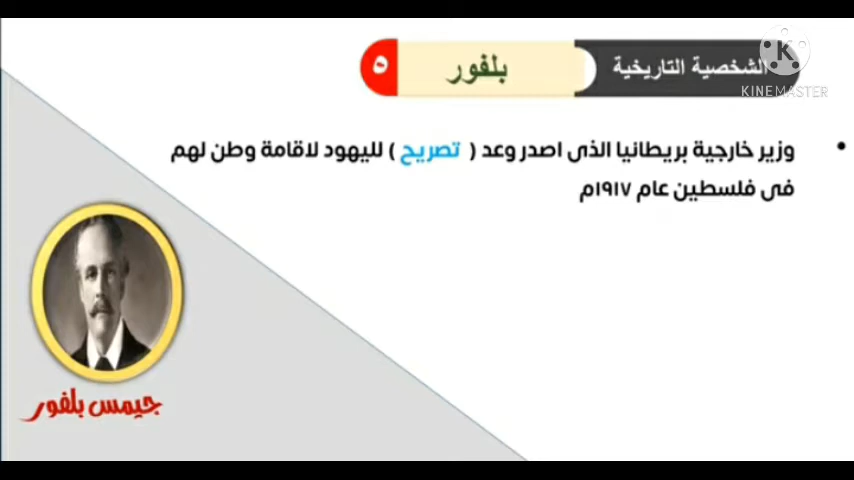 الشخصية التاريخية
بلفور
٥
KINEMASTER
وزير خارجية بريطانيا الذى اصدر وعد ( تصريح ) لليهود لاقامة وطن لهم
فى فلسطين عام ١٩١٧م
جيمس بلفور